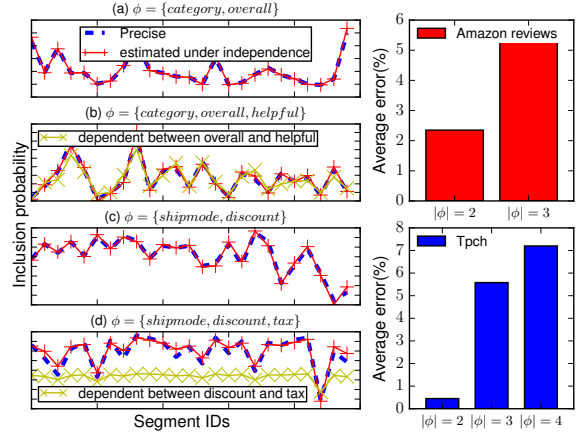 (a) ϕ = {category, overall}
Precise
estimated under independence
(b) ϕ = {category, overall, helpful}
dependent between overall and helpful
(c) ϕ = {shipmode, discount}
(d) ϕ = {shipmode, discount, tax}
dependent between discount and tax
Inclusion probability
Segment IDs
6
5
4
3
2
1
0
Average error(%)
Amazon reviews
|ϕ| = 2 |ϕ| = 3
8
7
6
5
4
3
2
1
0
Average error(%)
Tpch
|ϕ| = 2 |ϕ| = 3 |ϕ| = 4